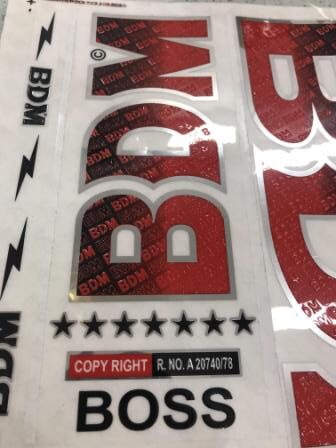 BDM
BDM
©
BDM
COPY RIGHT R. NO. A 20740/78
BOSS